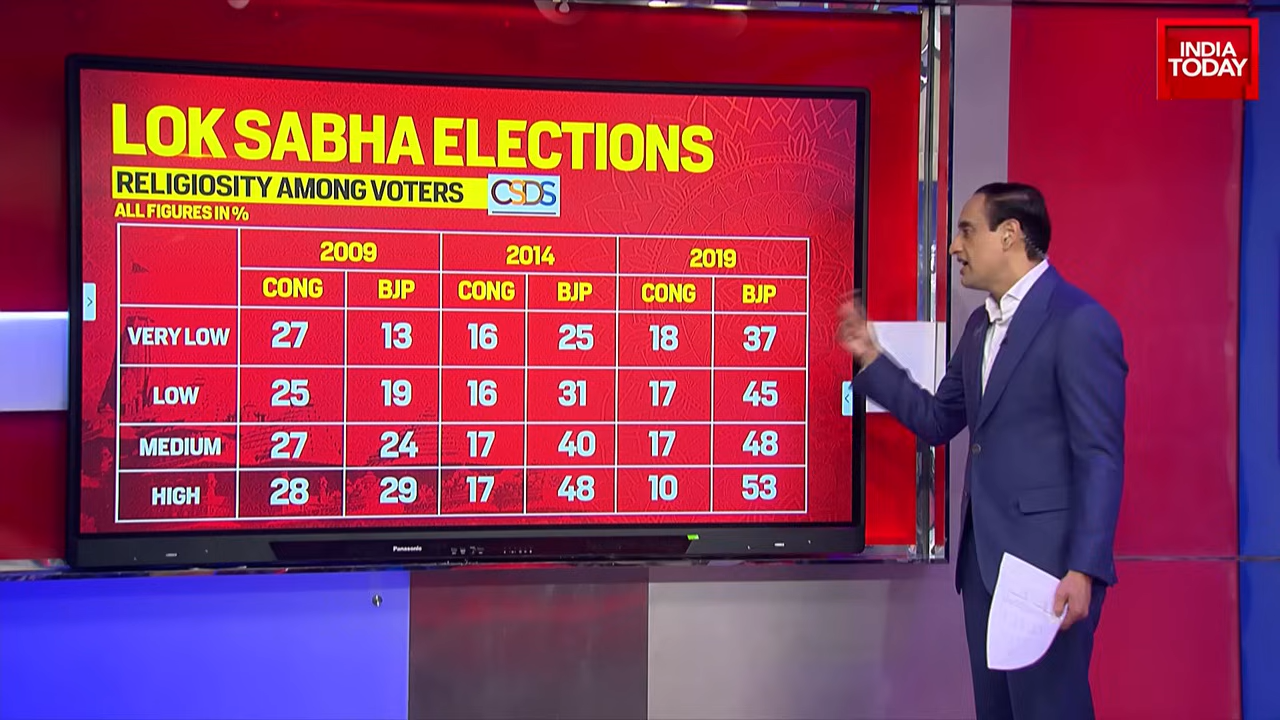 INDIA
TODAY
LOK SABHA ELECTIONS
RELIGIOSITY AMONG VOTERS CSDS
ALL FIGURES IN %
2009 2014 2019
CONG BJP CONG BJP CONG BJP
VERY LOW 27 13 16 25 18 37
LOW 25 19 16 31 17 45
MEDIUM 27 24 17 40 17 48
HIGH 28 29 17 48 10 53
Panasonic